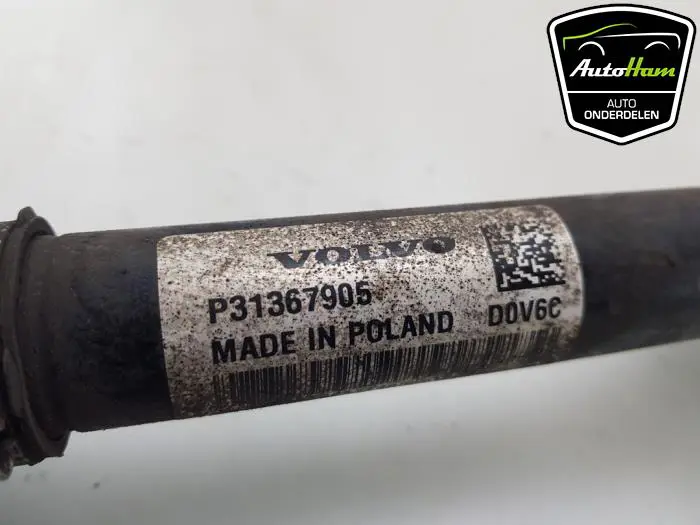 AutoHam
AUTO
ONDERDELEN
VOLVO
P31367905
MADE IN POLAND
D0V6C